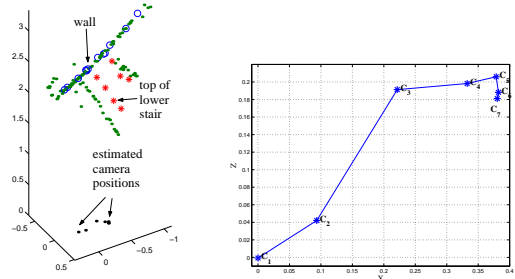 3
2.5
2
1.5
1
0.5
0
−0.5
0
0.5
0
−0.5
−1
wall
top of
lower
stair
estimated
camera
positions
0.2
0.18
0.16
0.14
0.12
0.1
0.08
0.06
0.04
0.02
0
Z
0
0.05
0.1
0.15
0.2
0.25
0.3
0.35
0.4
C1
C2
C3
C4
C5
C7